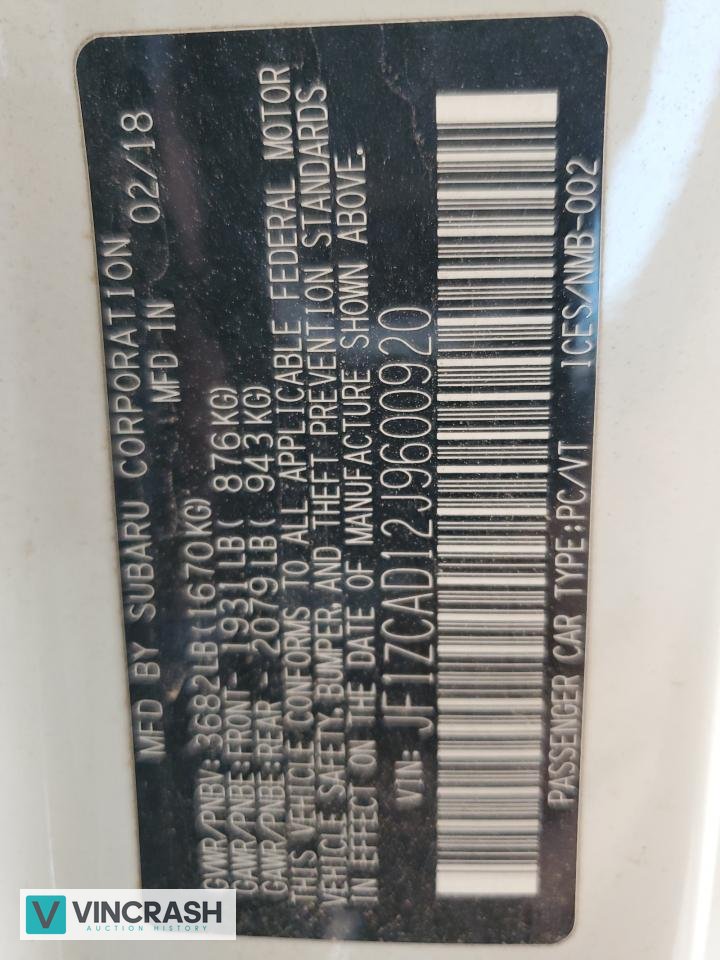 MFD BY SUBARU CORPORATION
MFD IN 02/18
GVWR/PNBV: 3682LB(1670KG)
GAWR/PNBE:FRONT- 1931LB( 876KG)
GAWR/PNBE:REAR - 2079LB( 943KG)
THIS VEHICLE CONFORMS TO ALL APPLICABLE FEDERAL MOTOR
VEHICLE SAFETY, BUMPER, AND THEFT PREVENTION STANDARDS
IN EFFECT ON THE DATE OF MANUFACTURE SHOWN ABOVE.
VIN: JF1ZCAD12J9600920
PASSENGER CAR TYPE:PC/VT ICES/NMB-002
V VINCRASH
AUCTION HISTORY